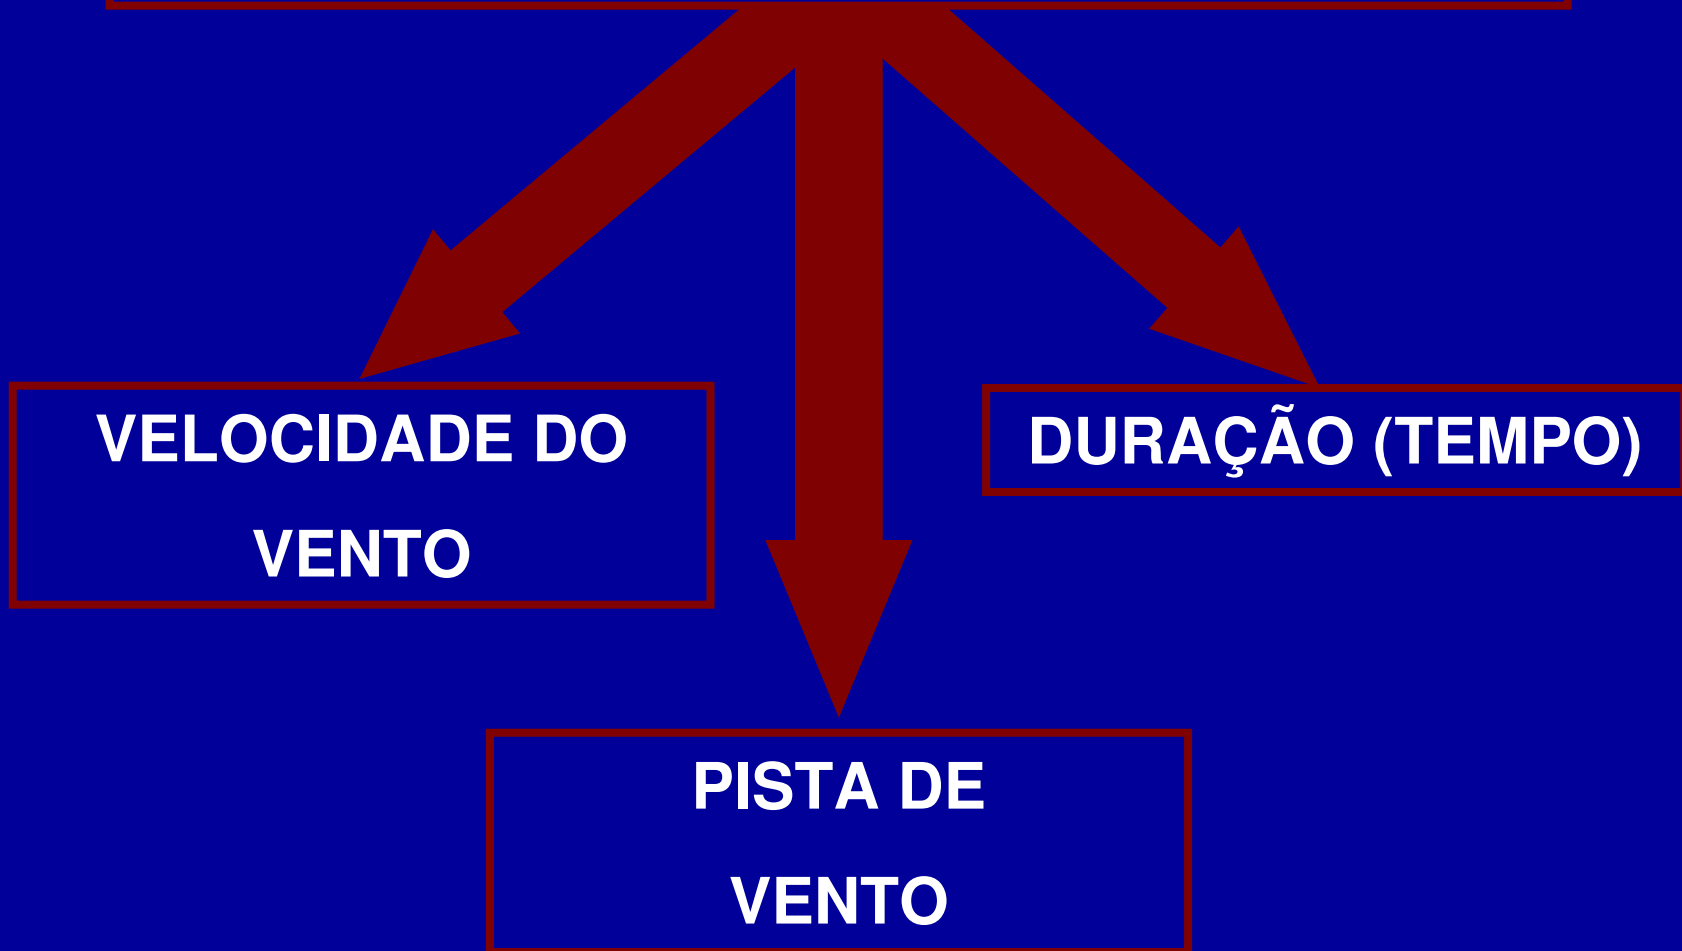 VELOCIDADE DO
VENTO
DURAÇÃO (TEMPO)
PISTA DE
VENTO